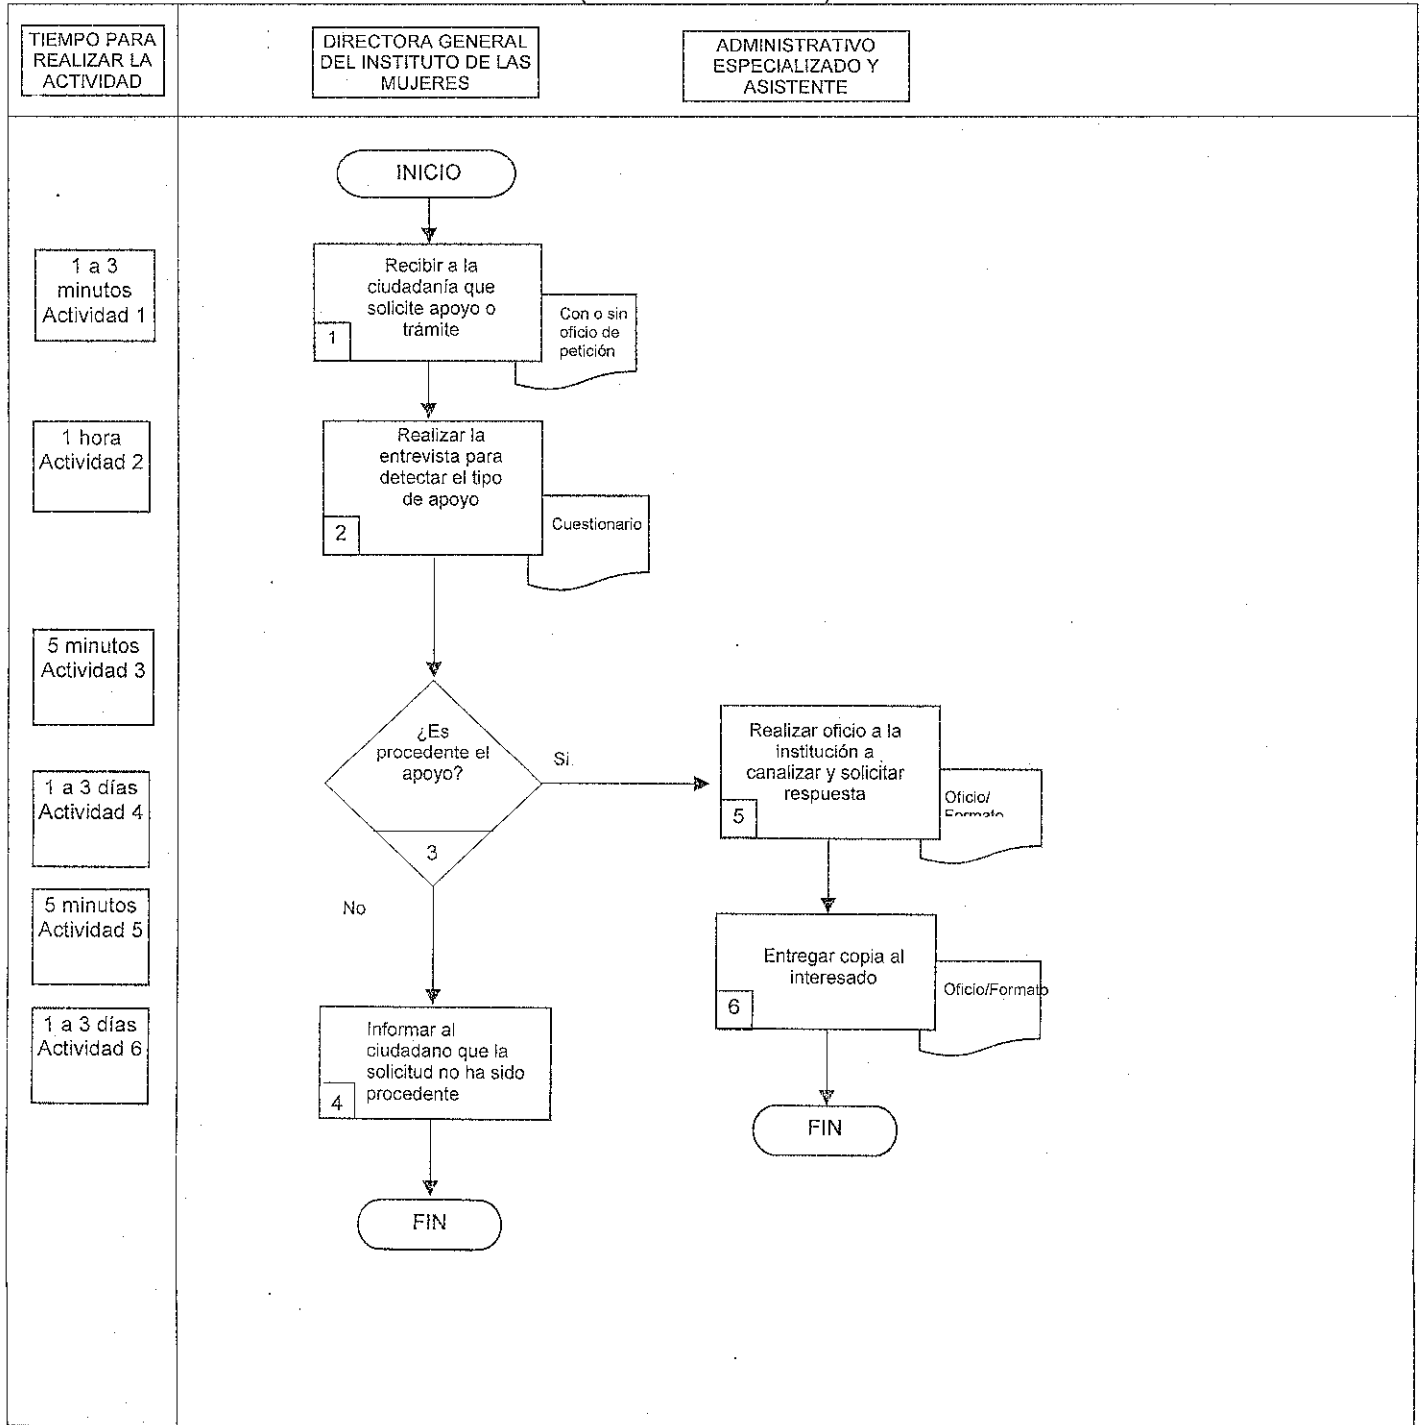 TIEMPO PARA
REALIZAR LA
ACTIVIDAD
DIRECTORA GENERAL
DEL INSTITUTO DE LAS
MUJERES
ADMINISTRATIVO
ESPECIALIZADO Y
ASISTENTE
INICIO
1 a 3
minutos
Actividad 1
Recibir a la
ciudadanía que
solicite apoyo o
trámite
1
Con o sin
oficio de
petición
1 hora
Actividad 2
Realizar la
entrevista para
detectar el tipo
de apoyo
2
Cuestionario
5 minutos
Actividad 3
¿Es
procedente el
apoyo?
3
Si
No
1 a 3 días
Actividad 4
Realizar oficio a la
institución a
canalizar y solicitar
respuesta
5
Oficio/
Formato
5 minutos
Actividad 5
Entregar copia al
interesado
6
Oficio/Formato
1 a 3 días
Actividad 6
Informar al
ciudadano que la
solicitud no ha sido
procedente
4
FIN
FIN